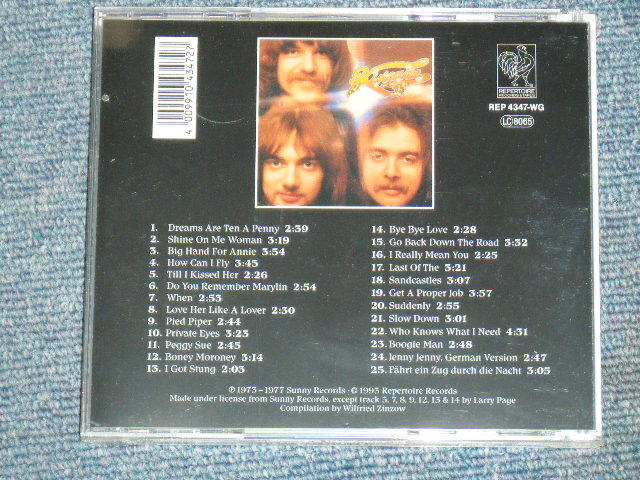 4 009910 434727
REPERTOIRE
REP 4347-WG
LC 8065
1. Dreams Are Ten A Penny 2:39
2. Shine On Me Woman 3:19
3. Big Hand For Annie 3:54
4. How Can I Fly 3:45
5. Till I Kissed Her 2:26
6. Do You Remember Marylin 2:54
7. When 2:53
8. Love Her Like A Lover 2:30
9. Pied Piper 2:44
10. Private Eyes 3:23
11. Peggy Sue 2:45
12. Boney Moroney 3:14
13. I Got Stung 2:03
14. Bye Bye Love 2:28
15. Go Back Down The Road 3:32
16. I Really Mean You 2:25
17. Last Of The 3:21
18. Sandcastles 3:07
19. Get A Proper Job 3:57
20. Suddenly 2:55
21. Slow Down 3:01
22. Who Knows What I Need 4:31
23. Boogie Man 2:48
24. Jenny Jenny, German Version 2:47
25. Fährt ein Zug durch die Nacht 3:05
℗ 1973 – 1977 Sunny Records · © 1993 Repertoire Records
Made under license from Sunny Records, except track 5, 7, 8, 9, 12, 13 & 14 by Larry Page
Compilation by Wilfried Zinzow